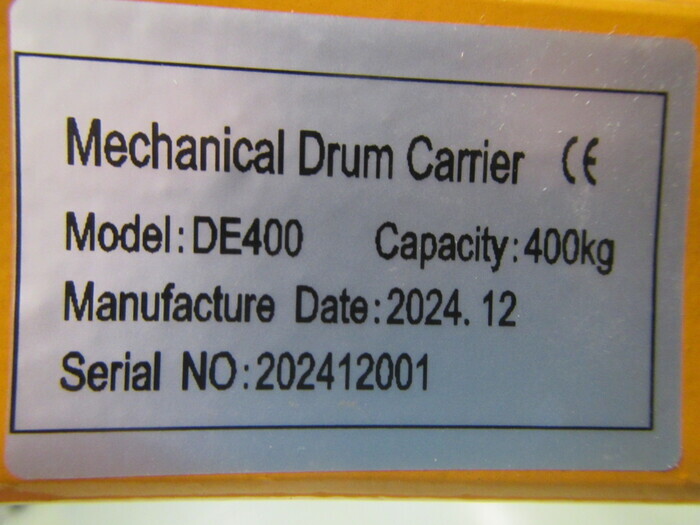 Mechanical Drum Carrier CE
Model:DE400 Capacity:400kg
Manufacture Date:2024.12
Serial NO:202412001